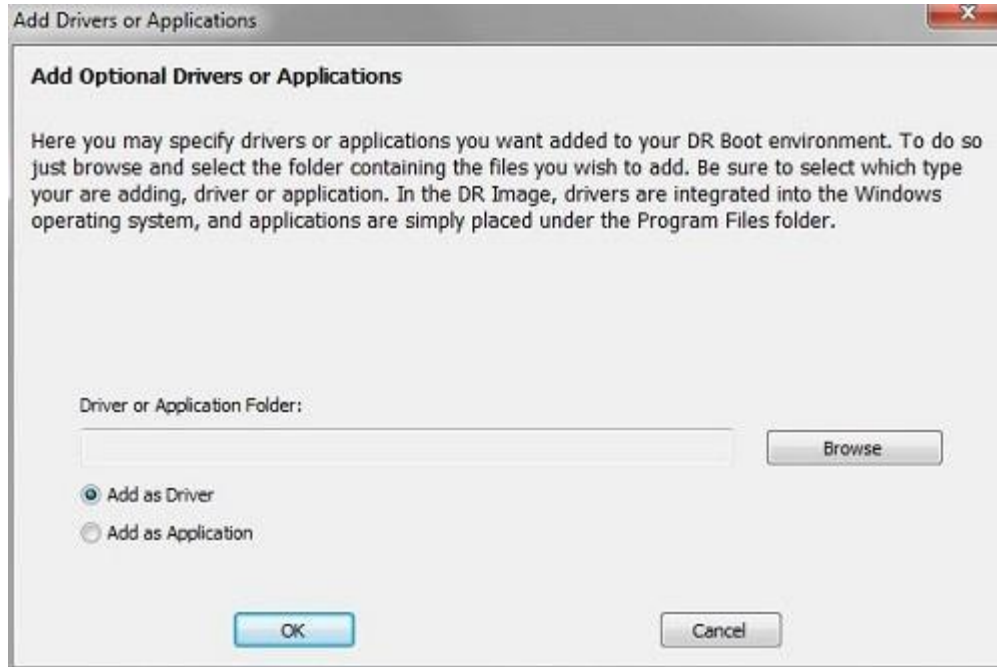 Add Drivers or Applications
Add Optional Drivers or Applications
Here you may specify drivers or applications you want added to your DR Boot environment. To do so
just browse and select the folder containing the files you wish to add. Be sure to select which type
your are adding, driver or application. In the DR Image, drivers are integrated into the Windows
operating system, and applications are simply placed under the Program Files folder.
Driver or Application Folder:
Browse
Add as Driver
Add as Application
OK Cancel